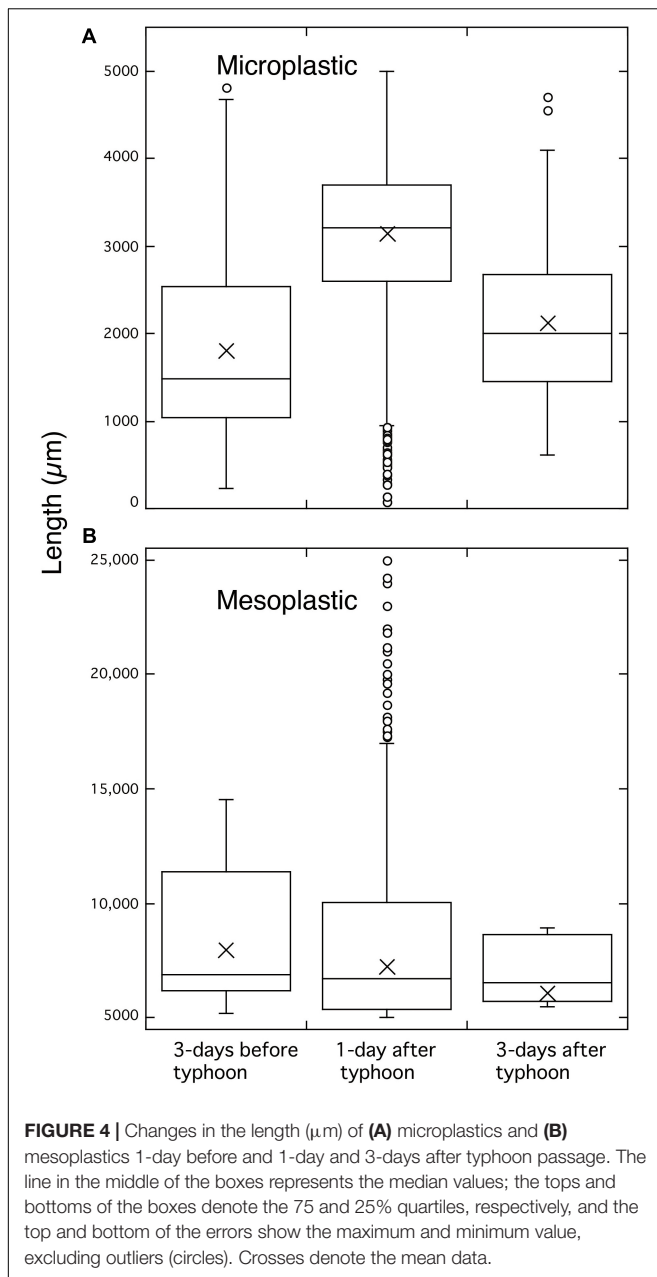 A
Microplastic
5000
4000
3000
2000
1000
0
Length (µm)
B
Mesoplastic
25,000
20,000
15,000
10,000
5000
3-days before
typhoon
1-day after
typhoon
3-days after
typhoon
FIGURE 4 | Changes in the length (µm) of (A) microplastics and (B)
mesoplastics 1-day before and 1-day and 3-days after typhoon passage. The
line in the middle of the boxes represents the median values; the tops and
bottoms of the boxes denote the 75 and 25% quartiles, respectively, and the
top and bottom of the errors show the maximum and minimum value,
excluding outliers (circles). Crosses denote the mean data.